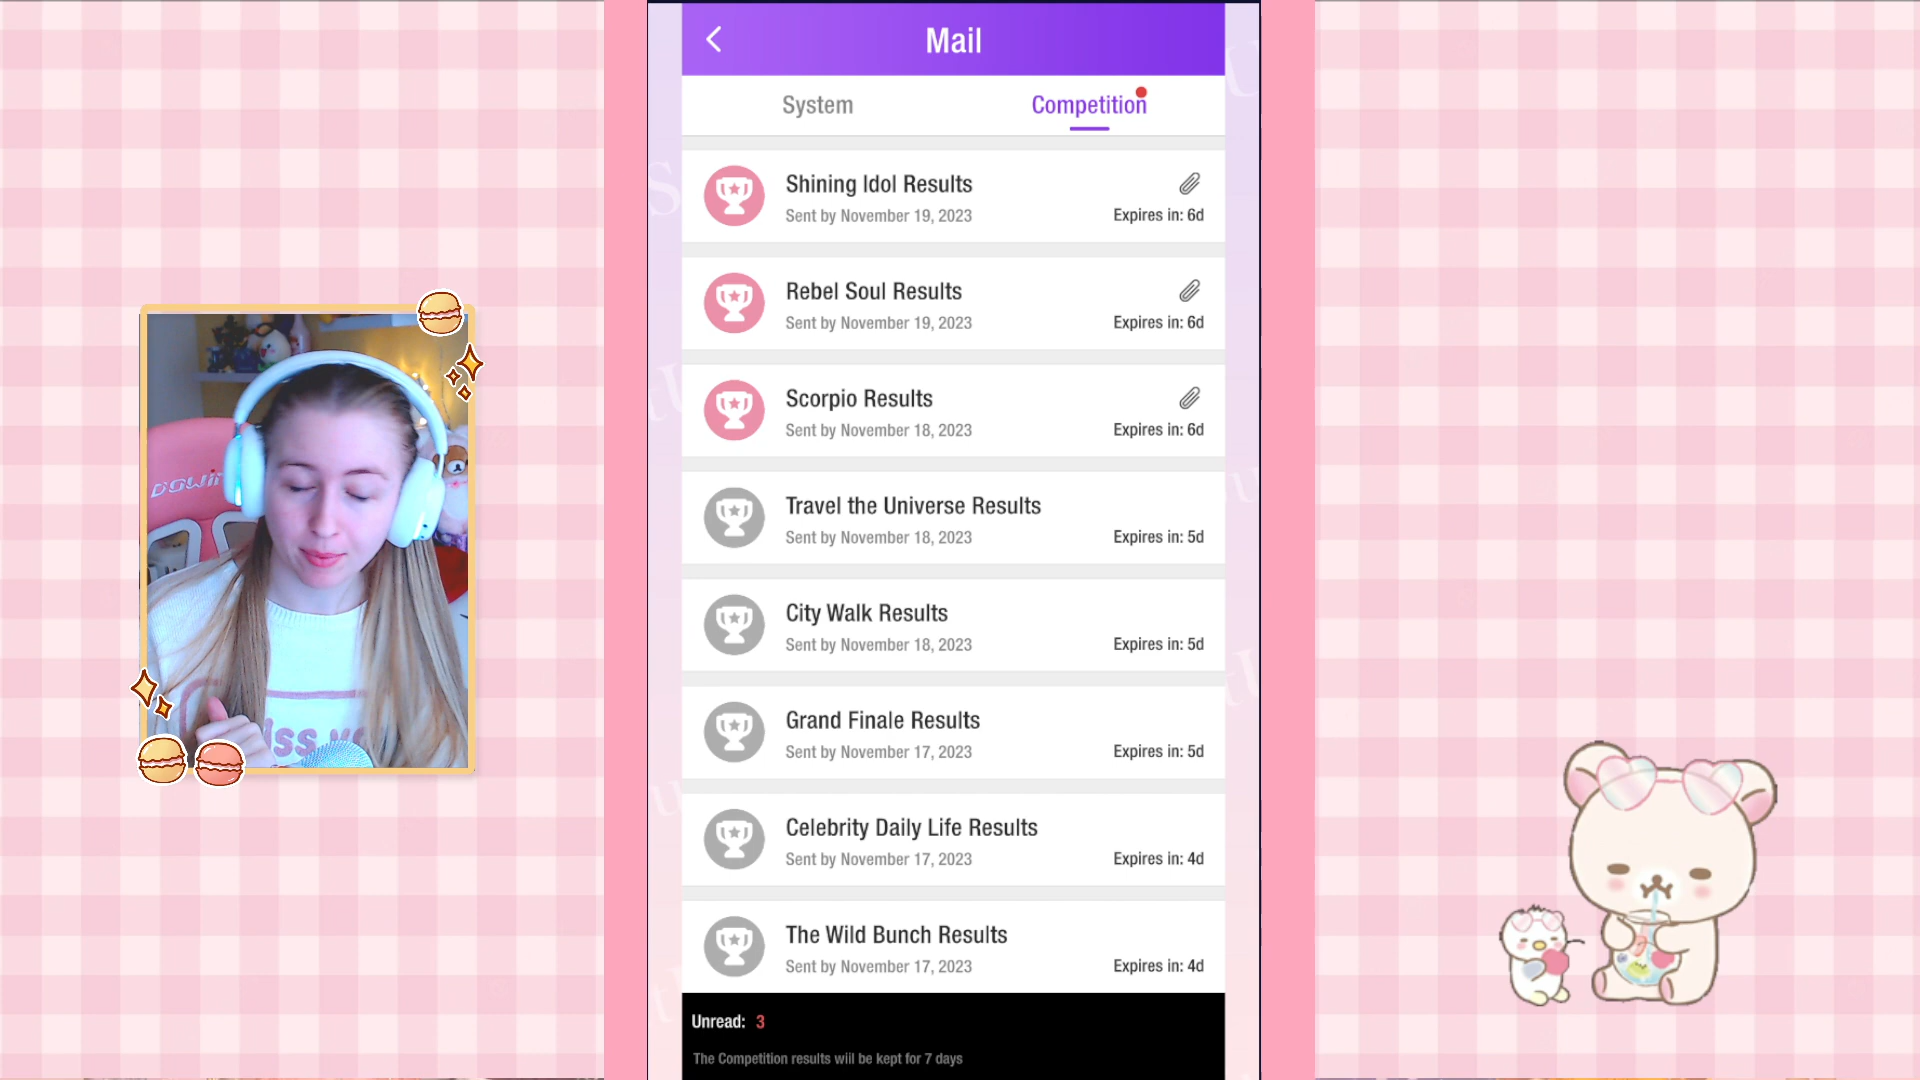 Mail
System
Competition
Shining Idol Results
Sent by November 19, 2023
Expires in: 6d
Rebel Soul Results
Sent by November 19, 2023
Expires in: 6d
Scorpio Results
Sent by November 18, 2023
Expires in: 6d
Travel the Universe Results
Sent by November 18, 2023
Expires in: 5d
City Walk Results
Sent by November 18, 2023
Expires in: 5d
Grand Finale Results
Sent by November 17, 2023
Expires in: 5d
Celebrity Daily Life Results
Sent by November 17, 2023
Expires in: 4d
The Wild Bunch Results
Sent by November 17, 2023
Expires in: 4d
Unread: 3
The Competition results will be kept for 7 days